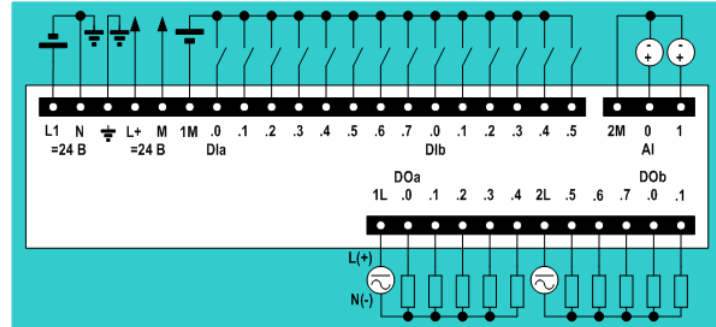 L1 N L+ M 1M .0 .1 .2 .3 .4 .5 .6 .7 .0 .1 .2 .3 .4 .5 2M 0 1
=24 В =24 В DIa DIb AI
DOa DOb
1L .0 .1 .2 .3 .4 2L .5 .6 .7 .0 .1
L(+)
N(-)